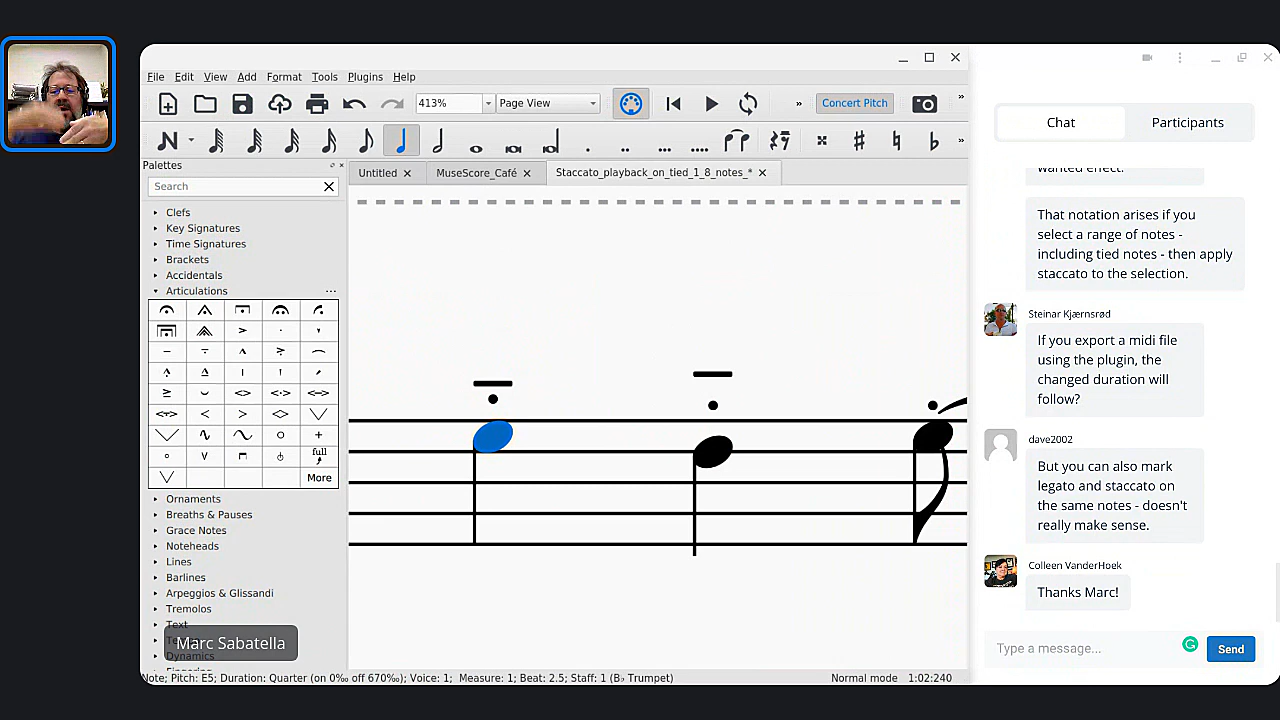 File Edit View Add Format Tools Plugins Help
413% Page View Concert Pitch
Palettes
Untitled MuseScore_Café Staccato_playback_on_tied_1_8_notes_*
Search
Clefs
Key Signatures
Time Signatures
Brackets
Accidentals
Articulations
full
More
Ornaments
Breaths & Pauses
Grace Notes
Noteheads
Lines
Barlines
Arpeggios & Glissandi
Tremolos
Text
Marc Sabatella
Dynamics
Note; Pitch: E5; Duration: Quarter (on 0‰ off 670‰); Voice: 1; Measure: 1; Beat: 2.5; Staff: 1 (B♭ Trumpet) Normal mode 1:02:240
Chat Participants
wanted effect.
That notation arises if you
select a range of notes -
including tied notes - then apply
staccato to the selection.
Steinar Kjærnsrød
If you export a midi file
using the plugin, the
changed duration will
follow?
dave2002
But you can also mark
legato and staccato on
the same notes - doesn't
really make sense.
Colleen VanderHoek
Thanks Marc!
Type a message... Send